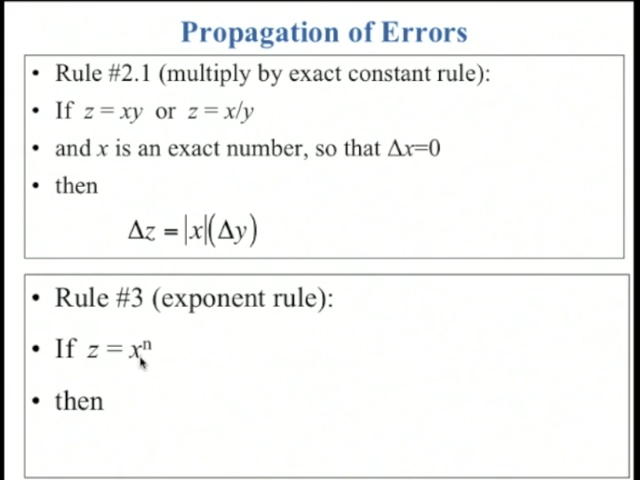 Propagation of Errors
• Rule #2.1 (multiply by exact constant rule):
• If z = xy or z = x/y
• and x is an exact number, so that Δx=0
• then
Δz = |x|(Δy)
• Rule #3 (exponent rule):
• If z = xⁿ
• then